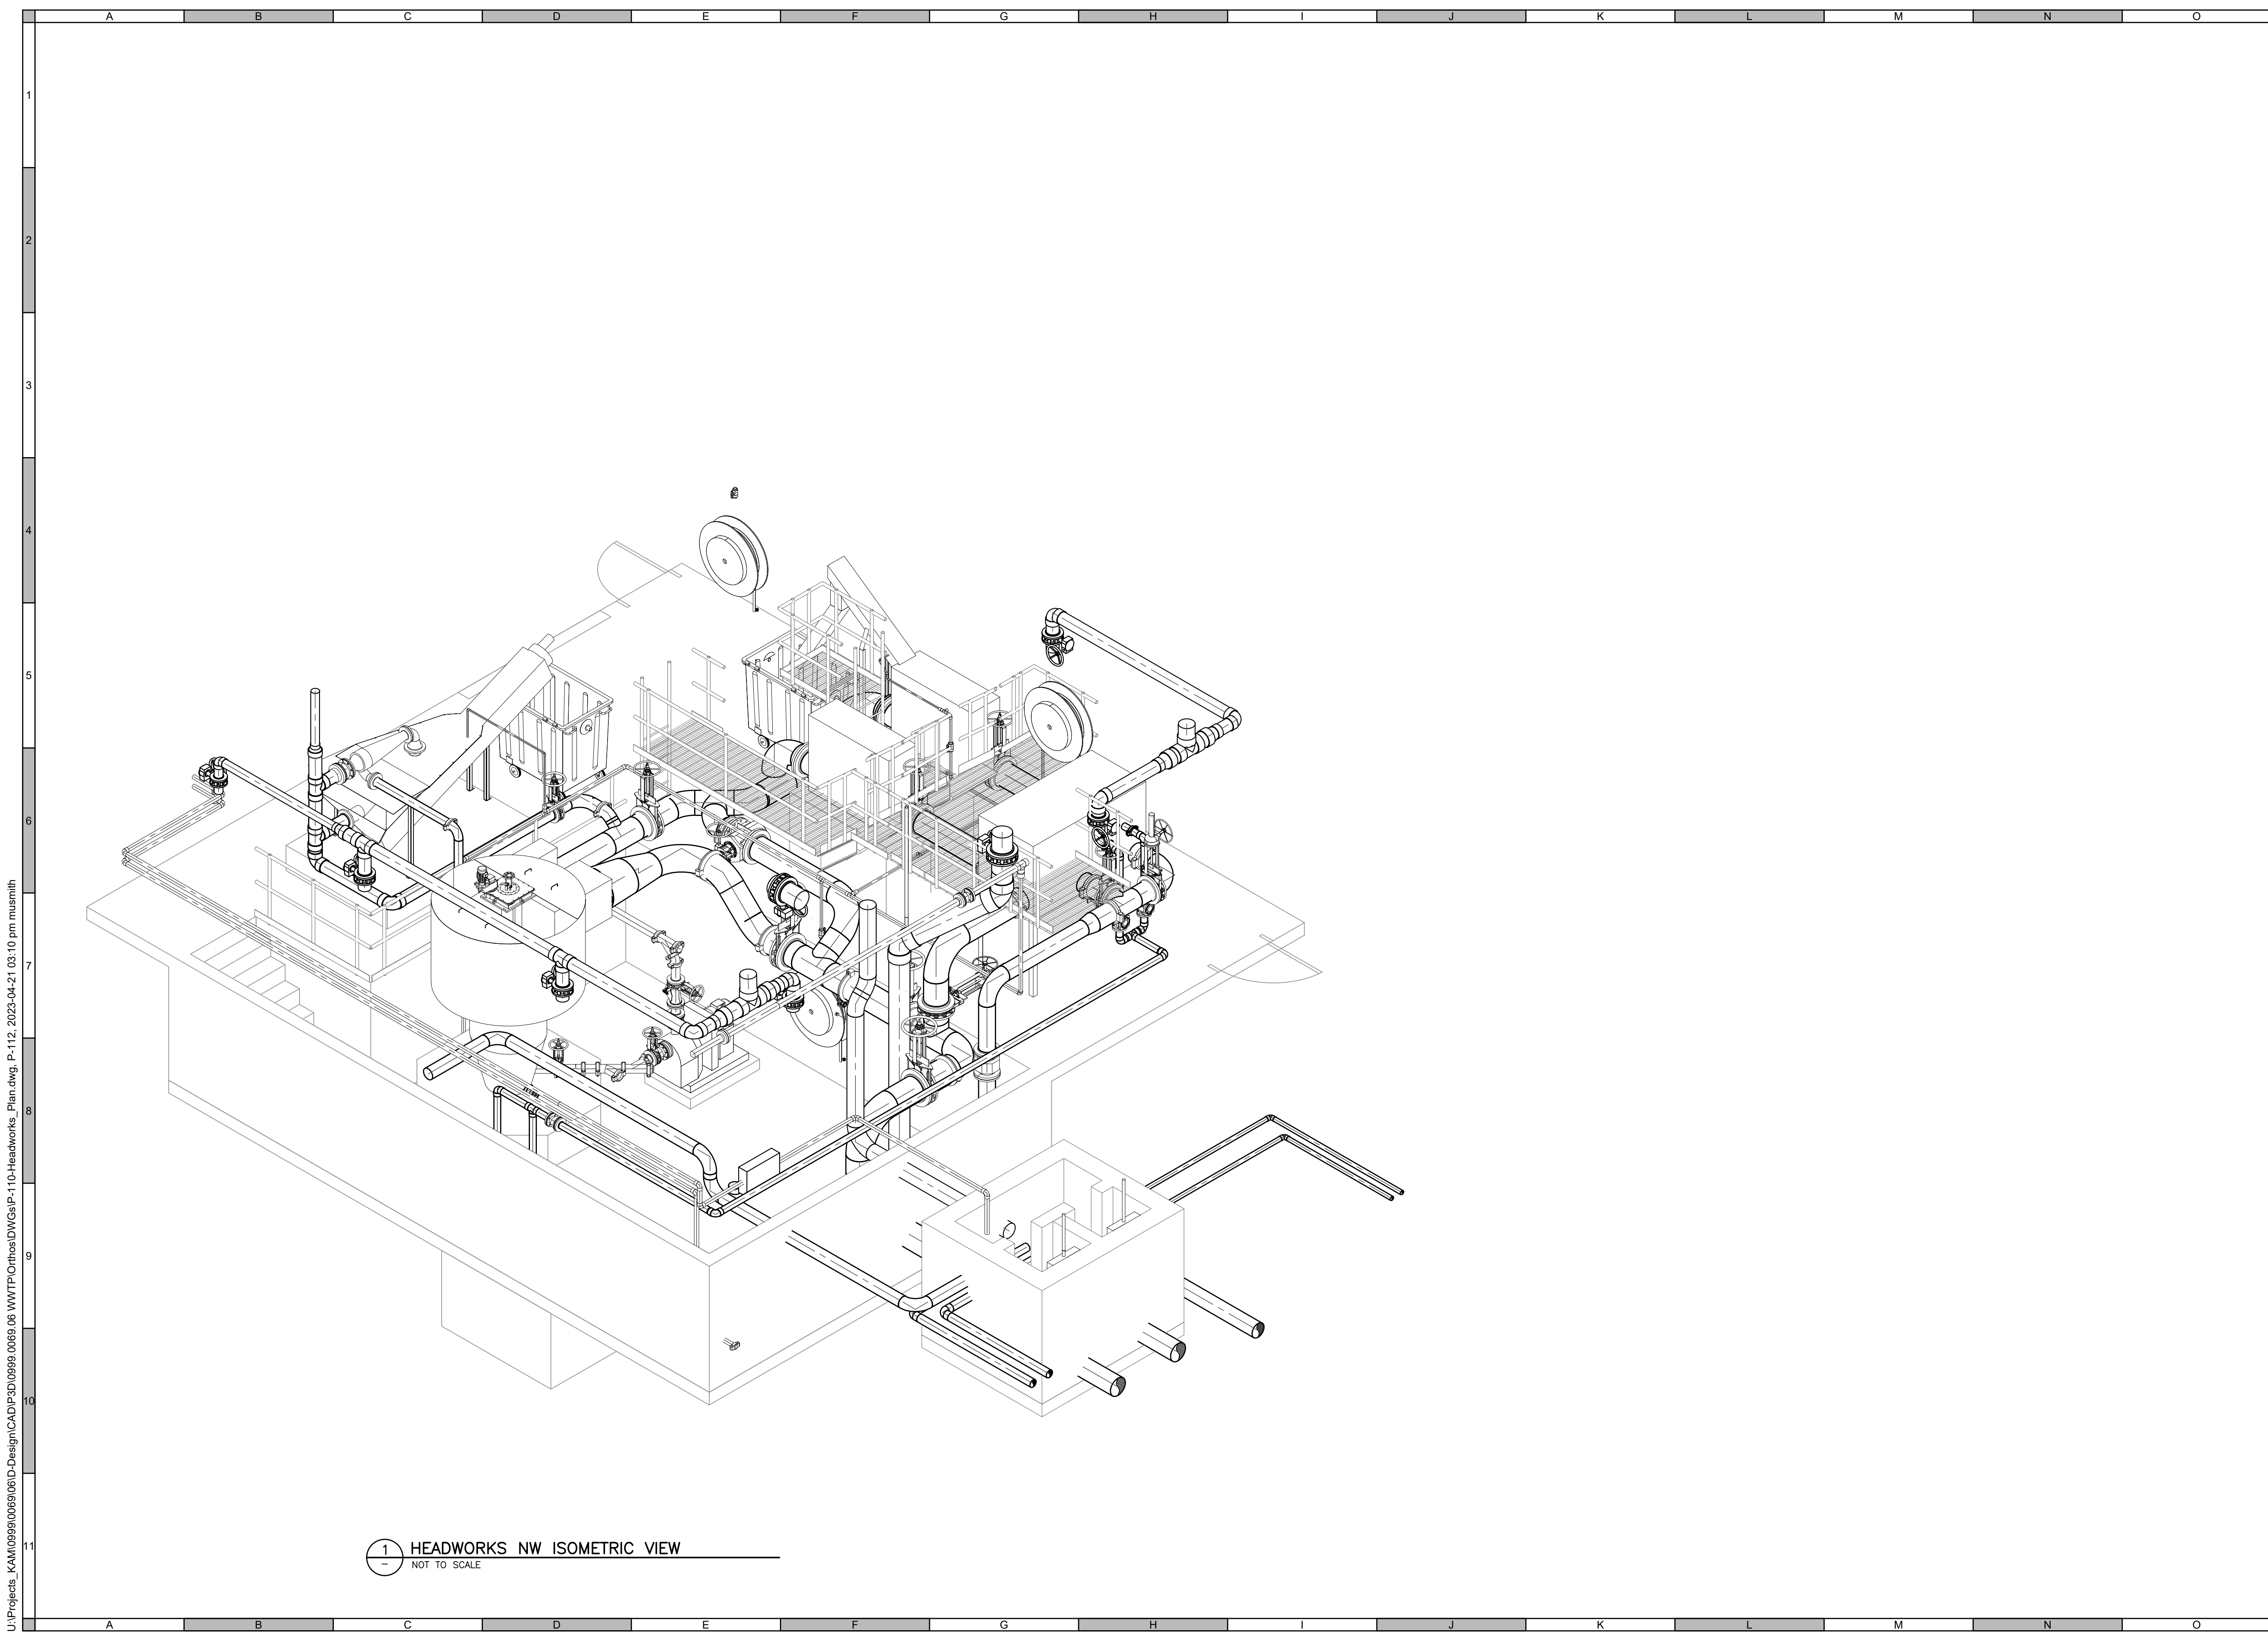 A B C D E F G H I J K L M N O
1
2
3
4
5
6
7
8
9
10
11
U:\Projects_KAM\0999\0069\06\D-Design\CAD\P3D\0999.0069.06 WWTP\Orthos\DWGs\P-110-Headworks_Plan.dwg, P-112, 2023-04-21 03:10 pm musmith
1
–
HEADWORKS NW ISOMETRIC VIEW
NOT TO SCALE
A B C D E F G H I J K L M N O